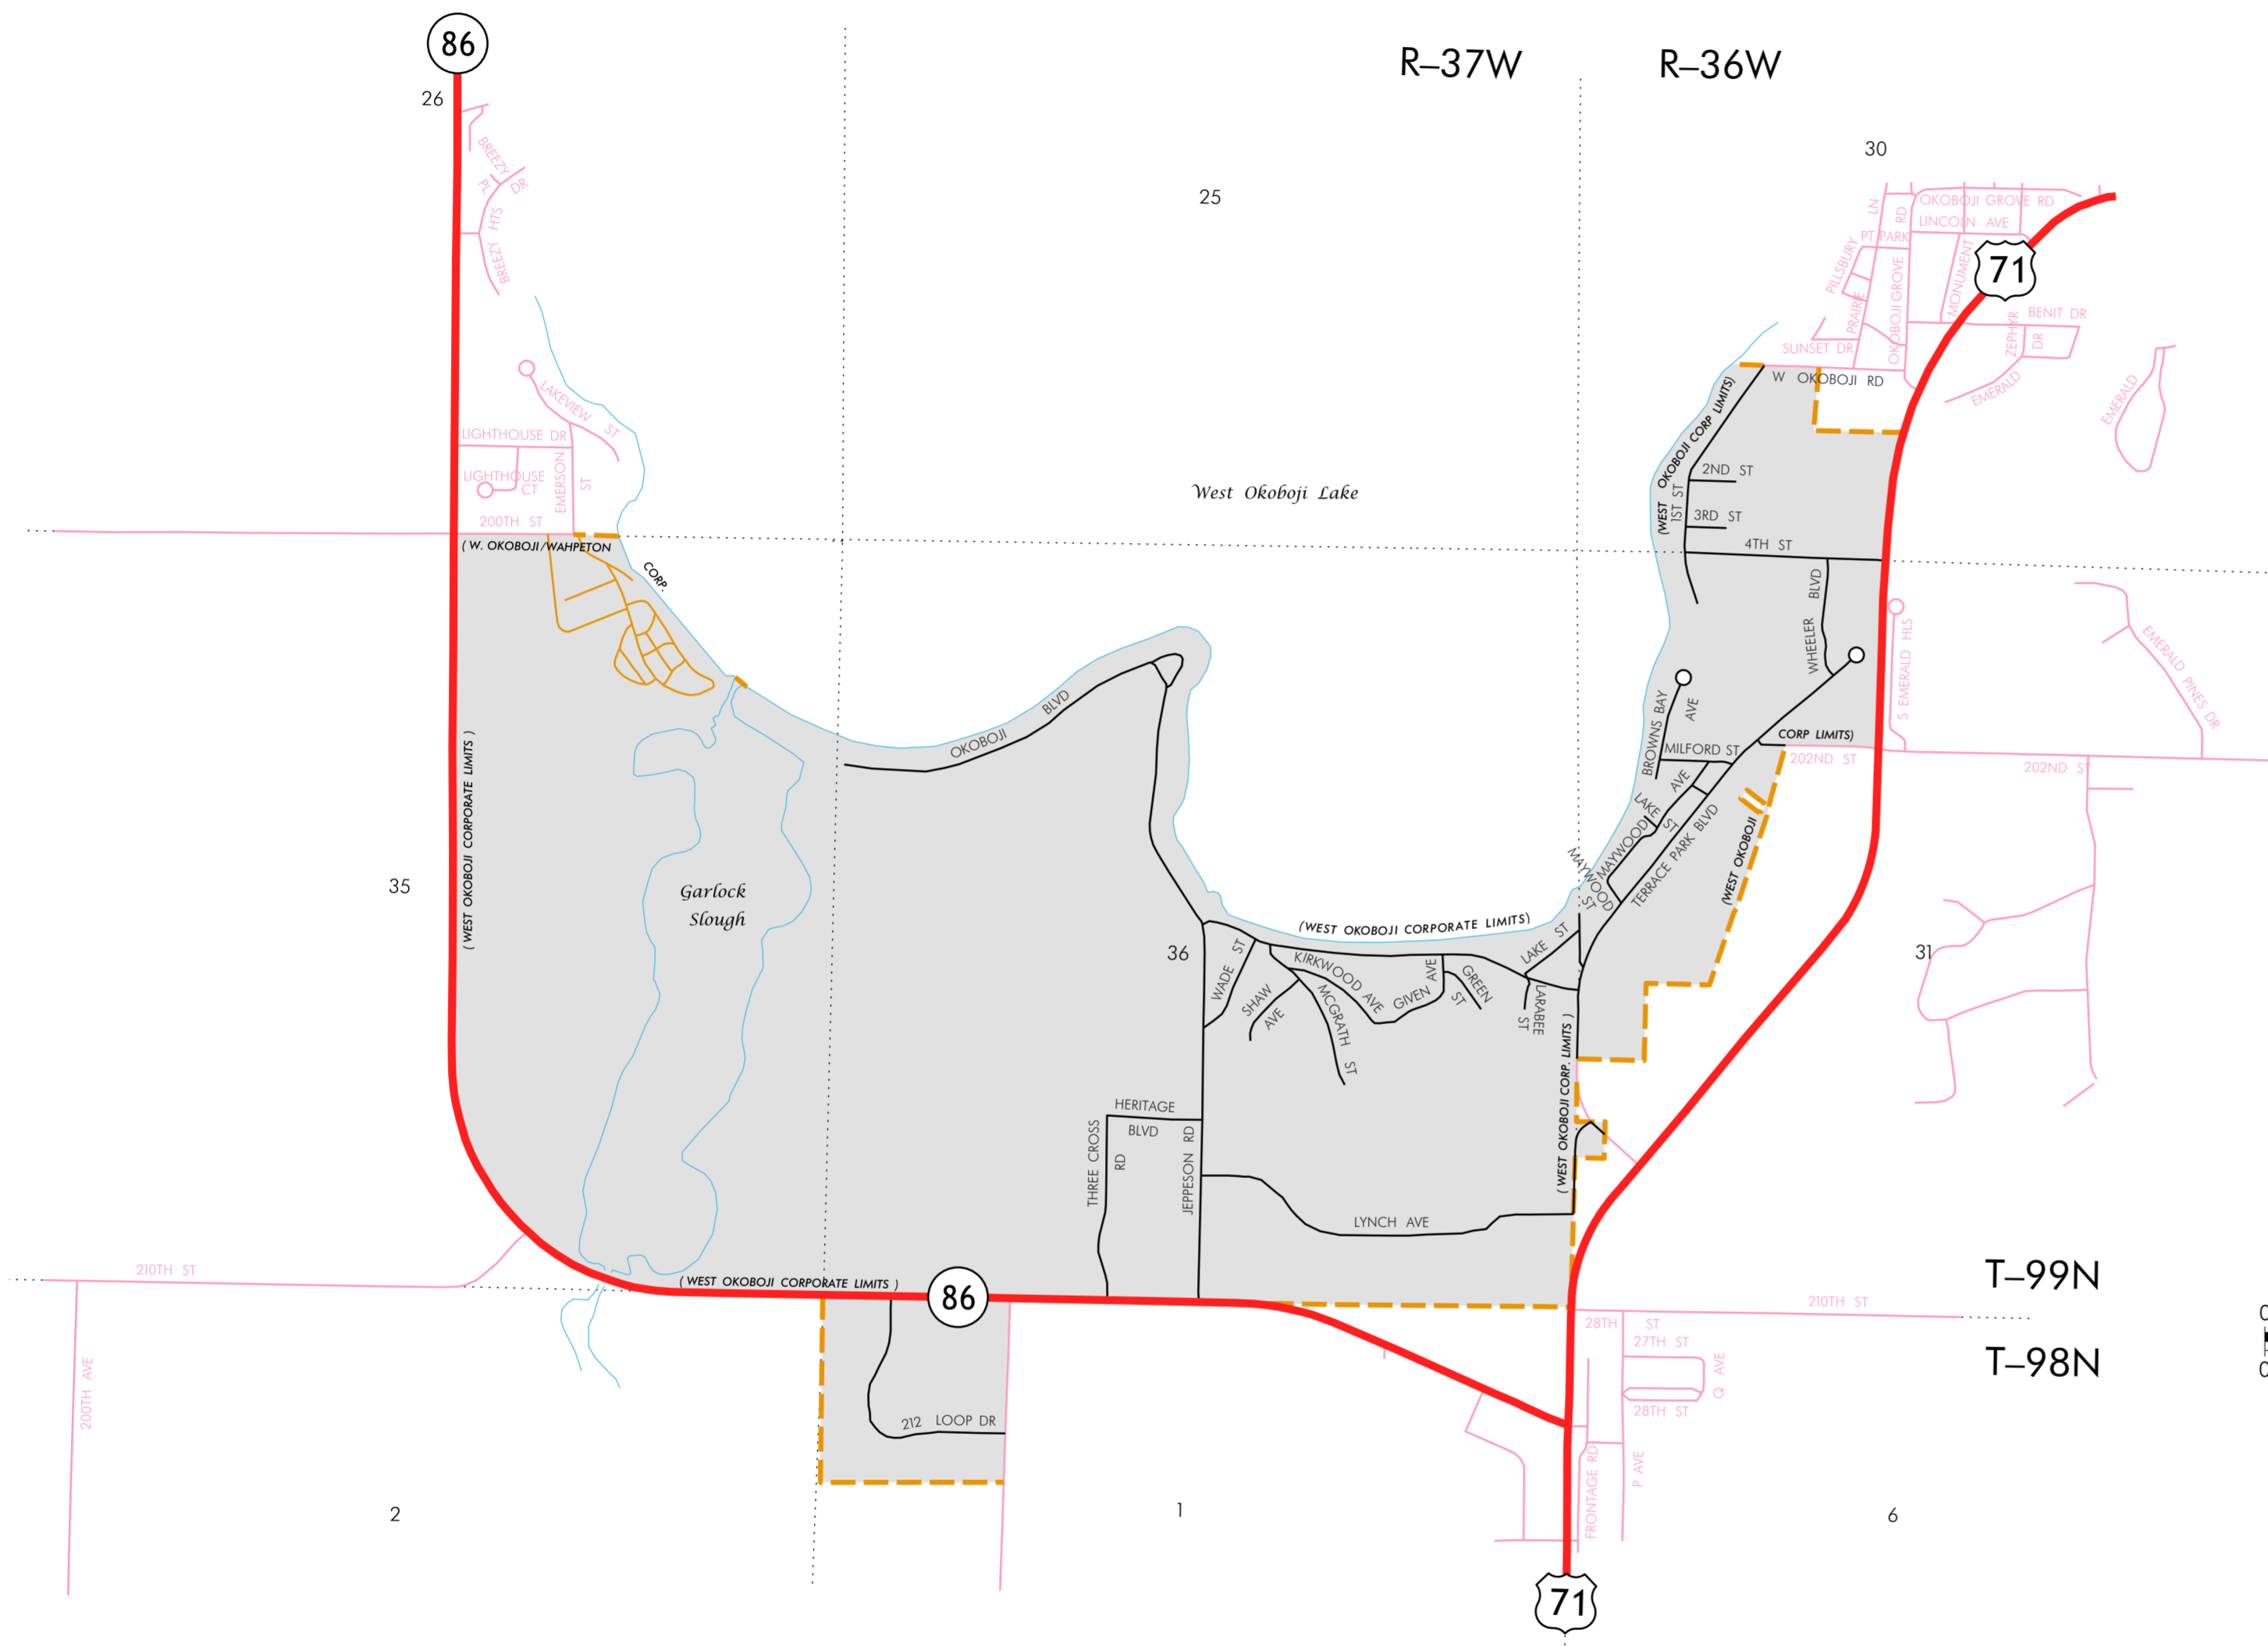 86
R–37W
R–36W
26
BREEZY
PL
DR
BREEZY HTS
25
30
OKOBOJI GROVE RD
LINCOLN AVE
LN
RD
PT PARK
PILLSBURY
PRAIRIE
OKOBOJI GROVE
MONUMENT
71
BENIT DR
ZEPHYR
DR
SUNSET DR
EMERALD
EMERALD
W OKOBOJI RD
LAKEVIEW ST
LIGHTHOUSE DR
LIGHTHOUSE
CT
EMERSON
ST
200TH ST
( W. OKOBOJI/WAHPETON
CORP.
West Okoboji Lake
(WEST OKOBOJI CORP LIMITS)
1ST ST
2ND ST
3RD ST
4TH ST
WHEELER BLVD
S EMERALD HLS
EMERALD PINES DR
BROWNS BAY
AVE
MILFORD ST
CORP LIMITS)
202ND ST
202ND ST
OKOBOJI BLVD
( WEST OKOBOJI CORPORATE LIMITS )
LAKE
ST
MAYWOOD AVE
MAYWOOD
ST
TERRACE PARK BLVD
(WEST OKOBOJI
35
Garlock
Slough
36
31
(WEST OKOBOJI CORPORATE LIMITS)
WADE ST
SHAW
AVE
KIRKWOOD AVE
MCGRATH ST
GIVEN
AVE
GREEN
ST
LAKE ST
LARABEE
ST
( WEST OKOBOJI CORP. LIMITS )
HERITAGE
BLVD
THREE CROSS
RD
JEPPESON RD
LYNCH AVE
210TH ST
( WEST OKOBOJI CORPORATE LIMITS )
86
T–99N
210TH ST
28TH ST
27TH ST
T–98N
0
0
200TH AVE
Q AVE
28TH ST
212 LOOP DR
FRONTAGE RD
P AVE
2
1
6
71